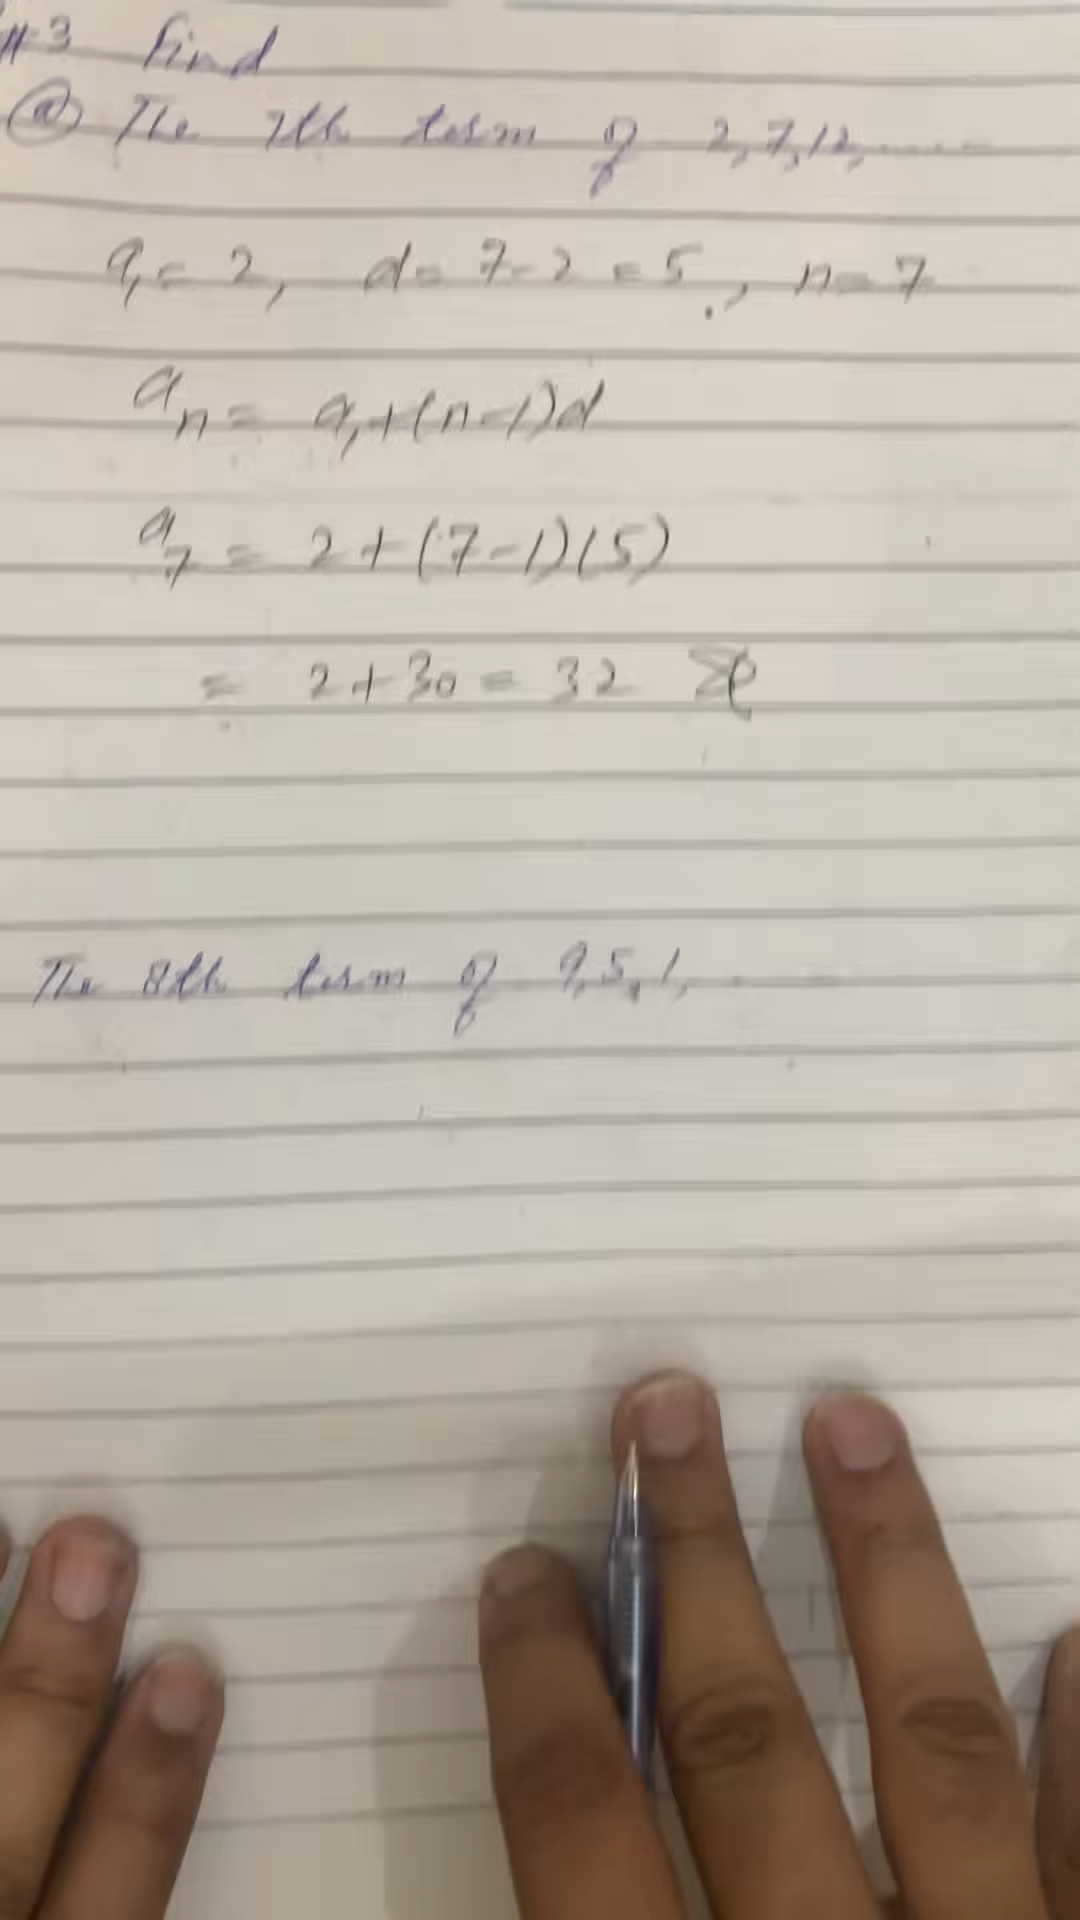 #3 Find
ⓐ The 7th term of 2,7,12,......
a₁ = 2, d = 7-2 = 5, n = 7
aₙ = a₁+(n-1)d
a₇ = 2+(7-1)(5)
= 2+30 = 32
The 8th term of 9,5,1,...